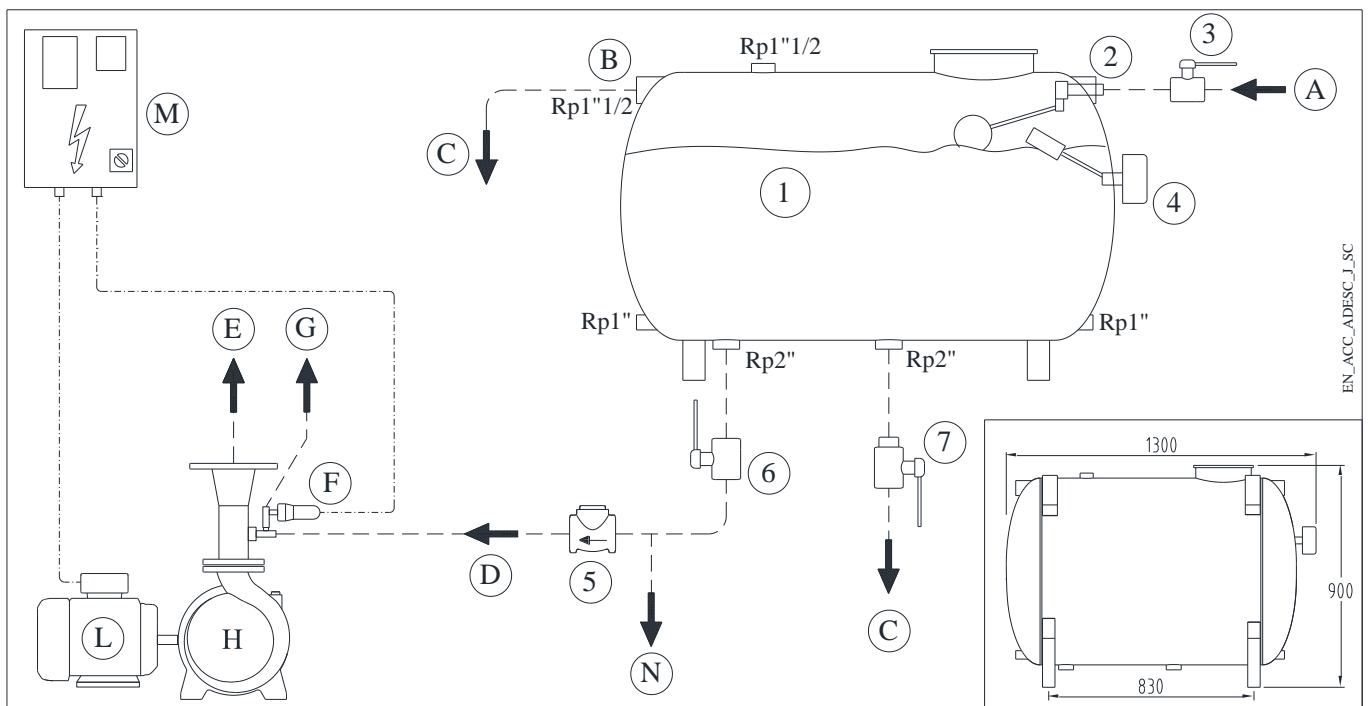 Rp1"1/2
3
B
2
Rp1"1/2
A
M
C
1
4
EN_ACC_ADESC_J_SC
E
G
Rp1"
Rp1"
Rp2"
Rp2"
7
6
1300
F
D
5
900
C
L
H
N
830